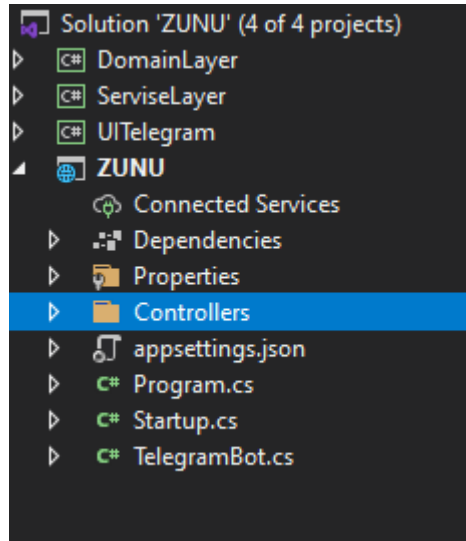 Solution 'ZUNU' (4 of 4 projects)
C# DomainLayer
C# ServiseLayer
C# UITelegram
ZUNU
Connected Services
Dependencies
Properties
Controllers
appsettings.json
C# Program.cs
C# Startup.cs
C# TelegramBot.cs